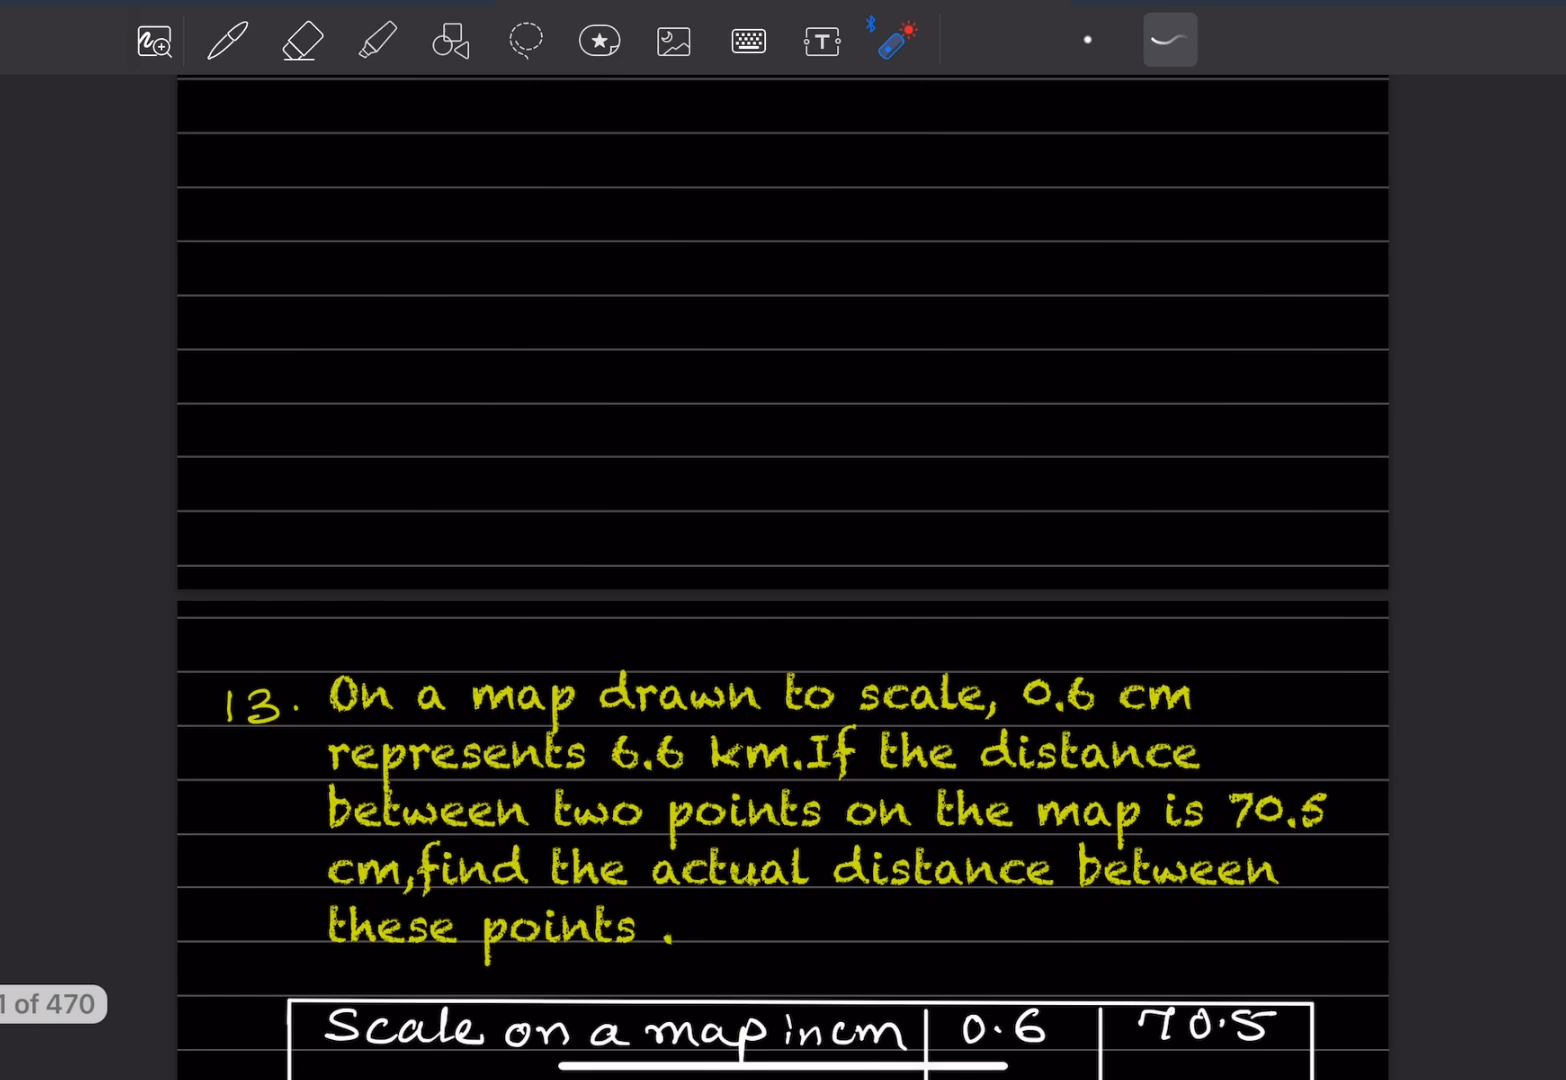 13. On a map drawn to scale, 0.6 cm
represents 6.6 km.If the distance
between two points on the map is 70.5
cm,find the actual distance between
these points .
1 of 470
Scale on a map in cm 0.6 70.5